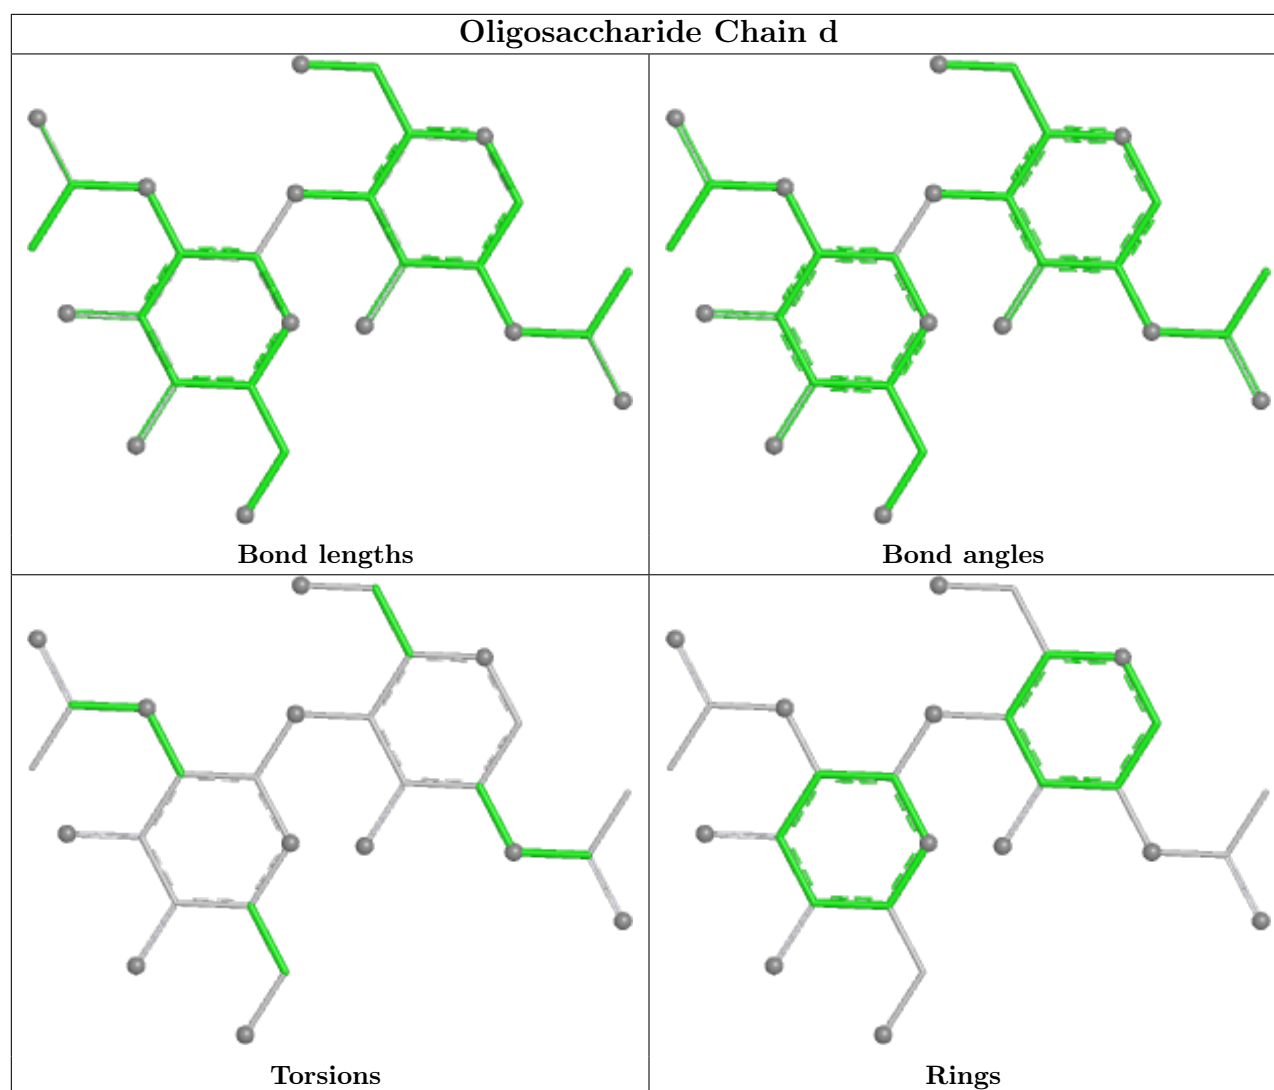 Oligosaccharide Chain d
Bond lengths
Bond angles
Torsions
Rings